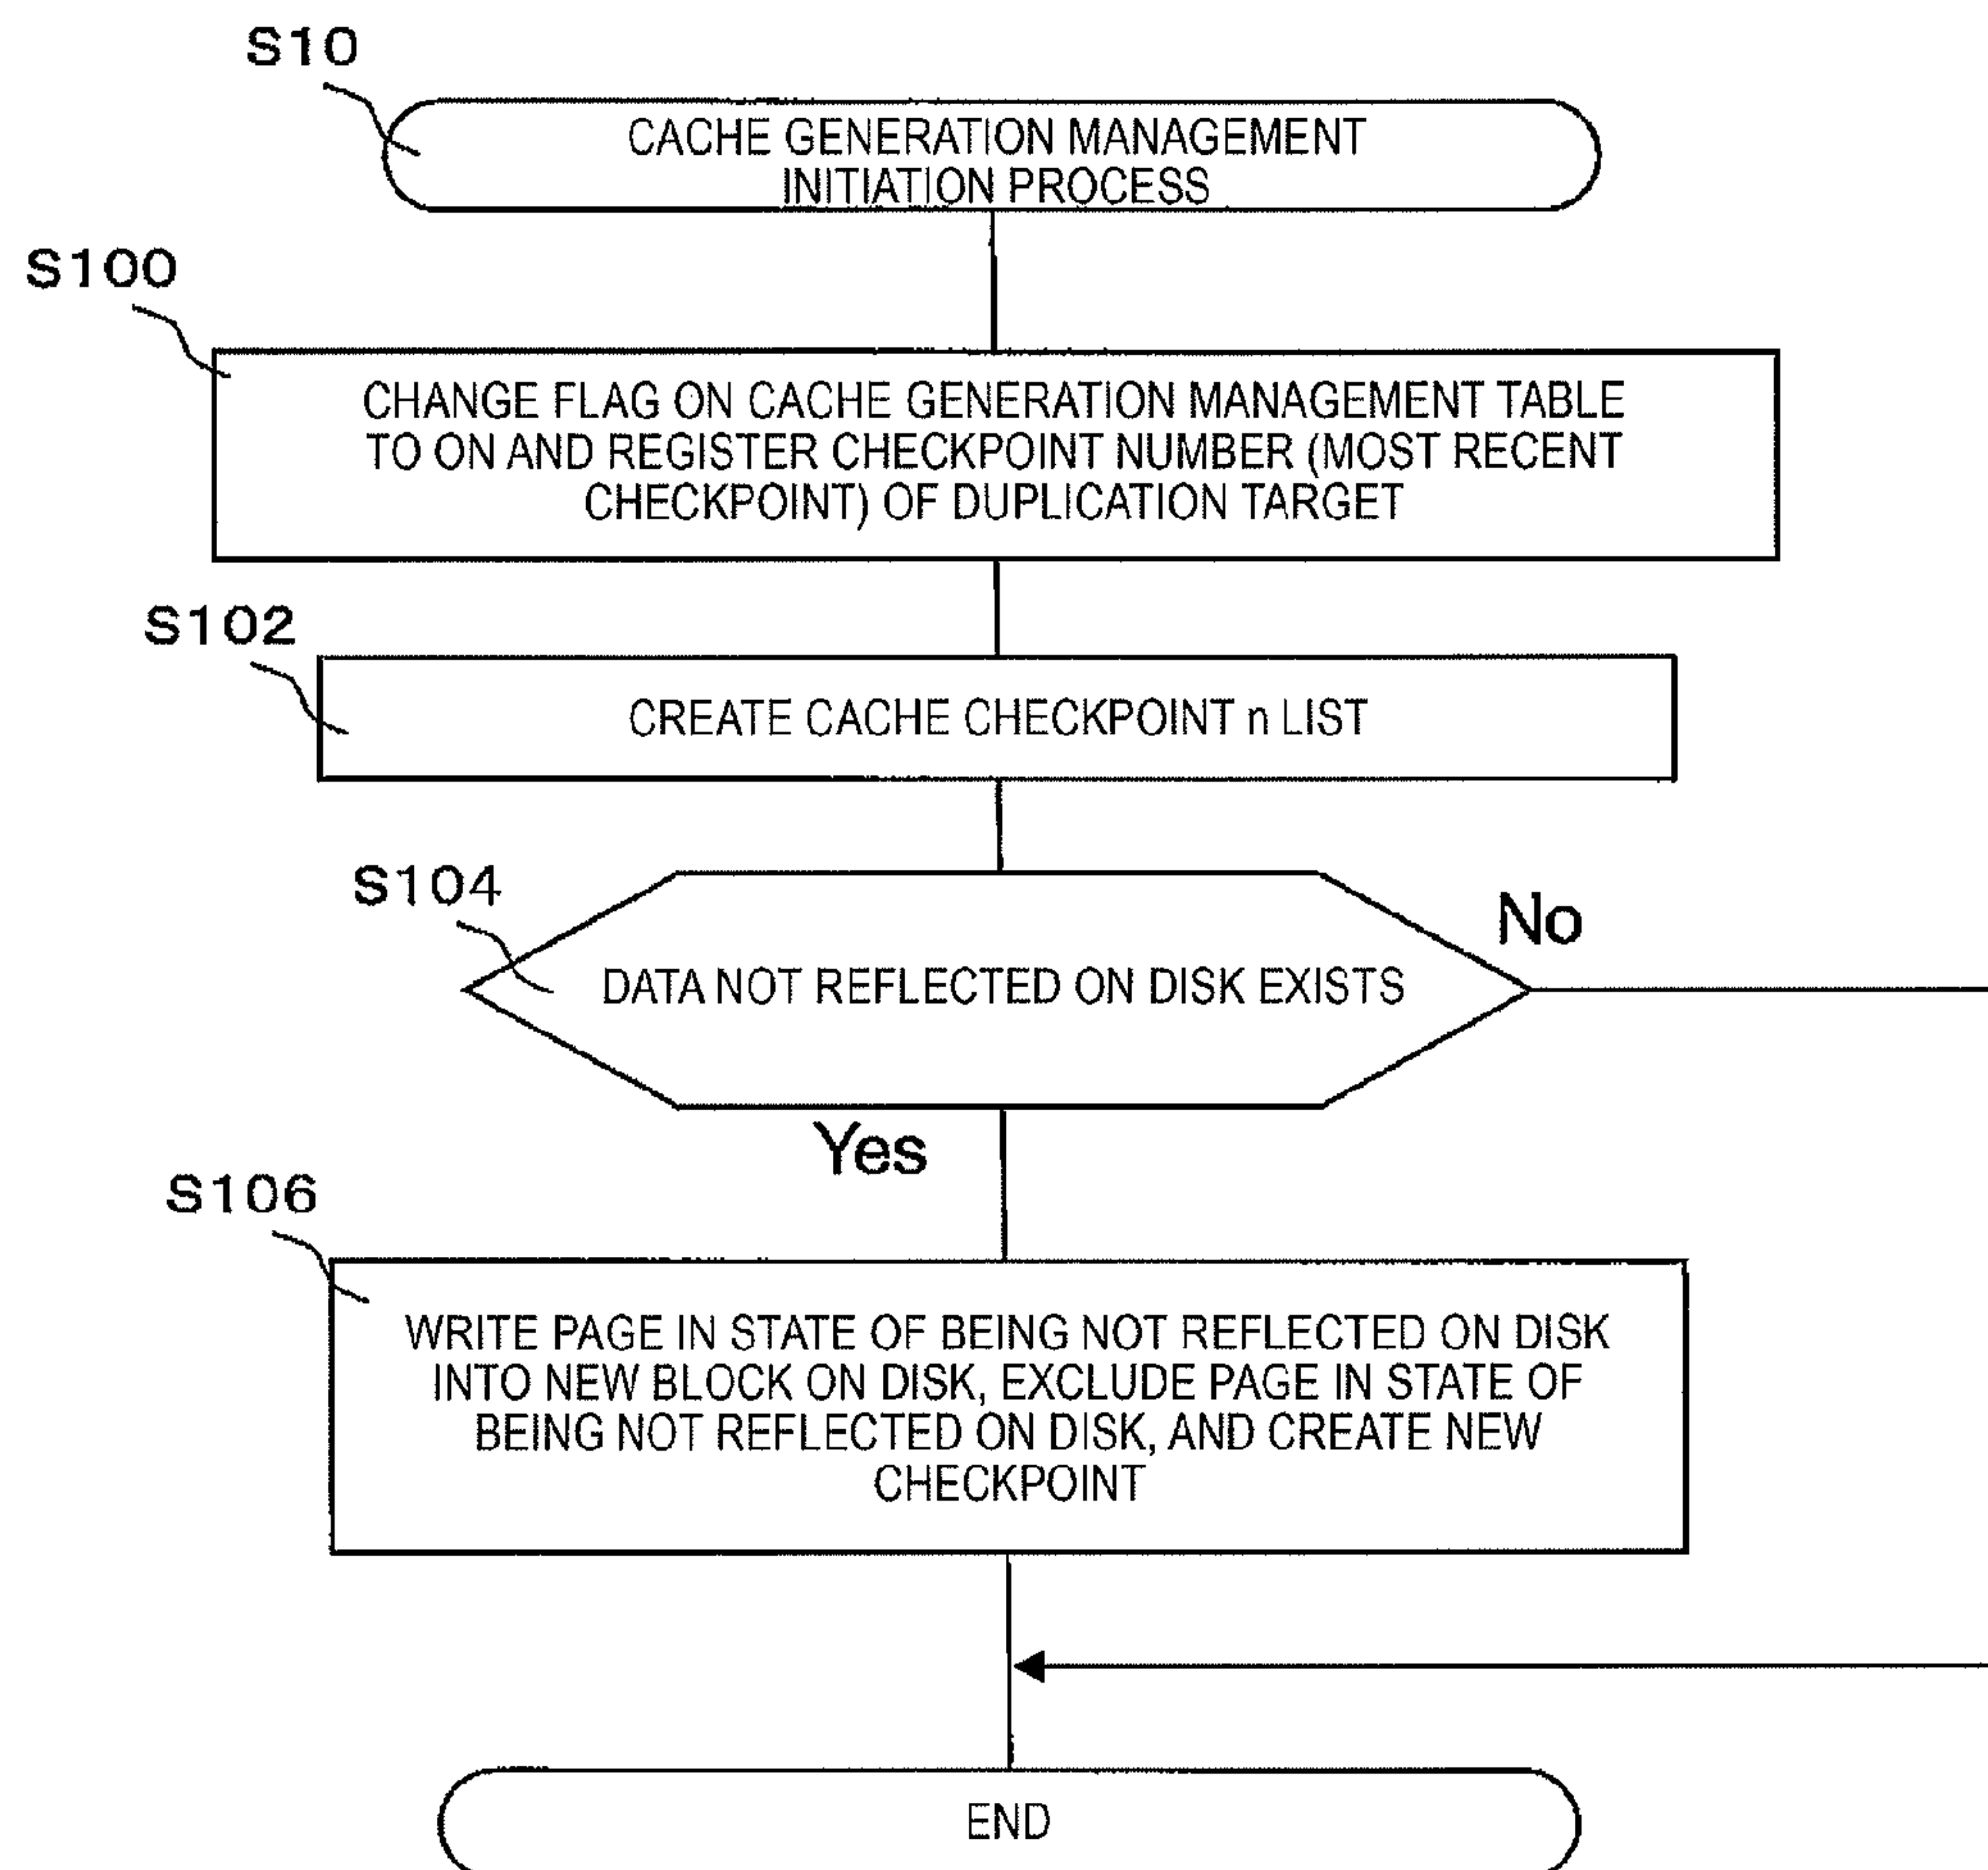 S10
CACHE GENERATION MANAGEMENT
INITIATION PROCESS
S100
CHANGE FLAG ON CACHE GENERATION MANAGEMENT TABLE
TO ON AND REGISTER CHECKPOINT NUMBER (MOST RECENT
CHECKPOINT) OF DUPLICATION TARGET
S102
CREATE CACHE CHECKPOINT n LIST
S104
No
DATA NOT REFLECTED ON DISK EXISTS
Yes
S106
WRITE PAGE IN STATE OF BEING NOT REFLECTED ON DISK
INTO NEW BLOCK ON DISK, EXCLUDE PAGE IN STATE OF
BEING NOT REFLECTED ON DISK, AND CREATE NEW
CHECKPOINT
END